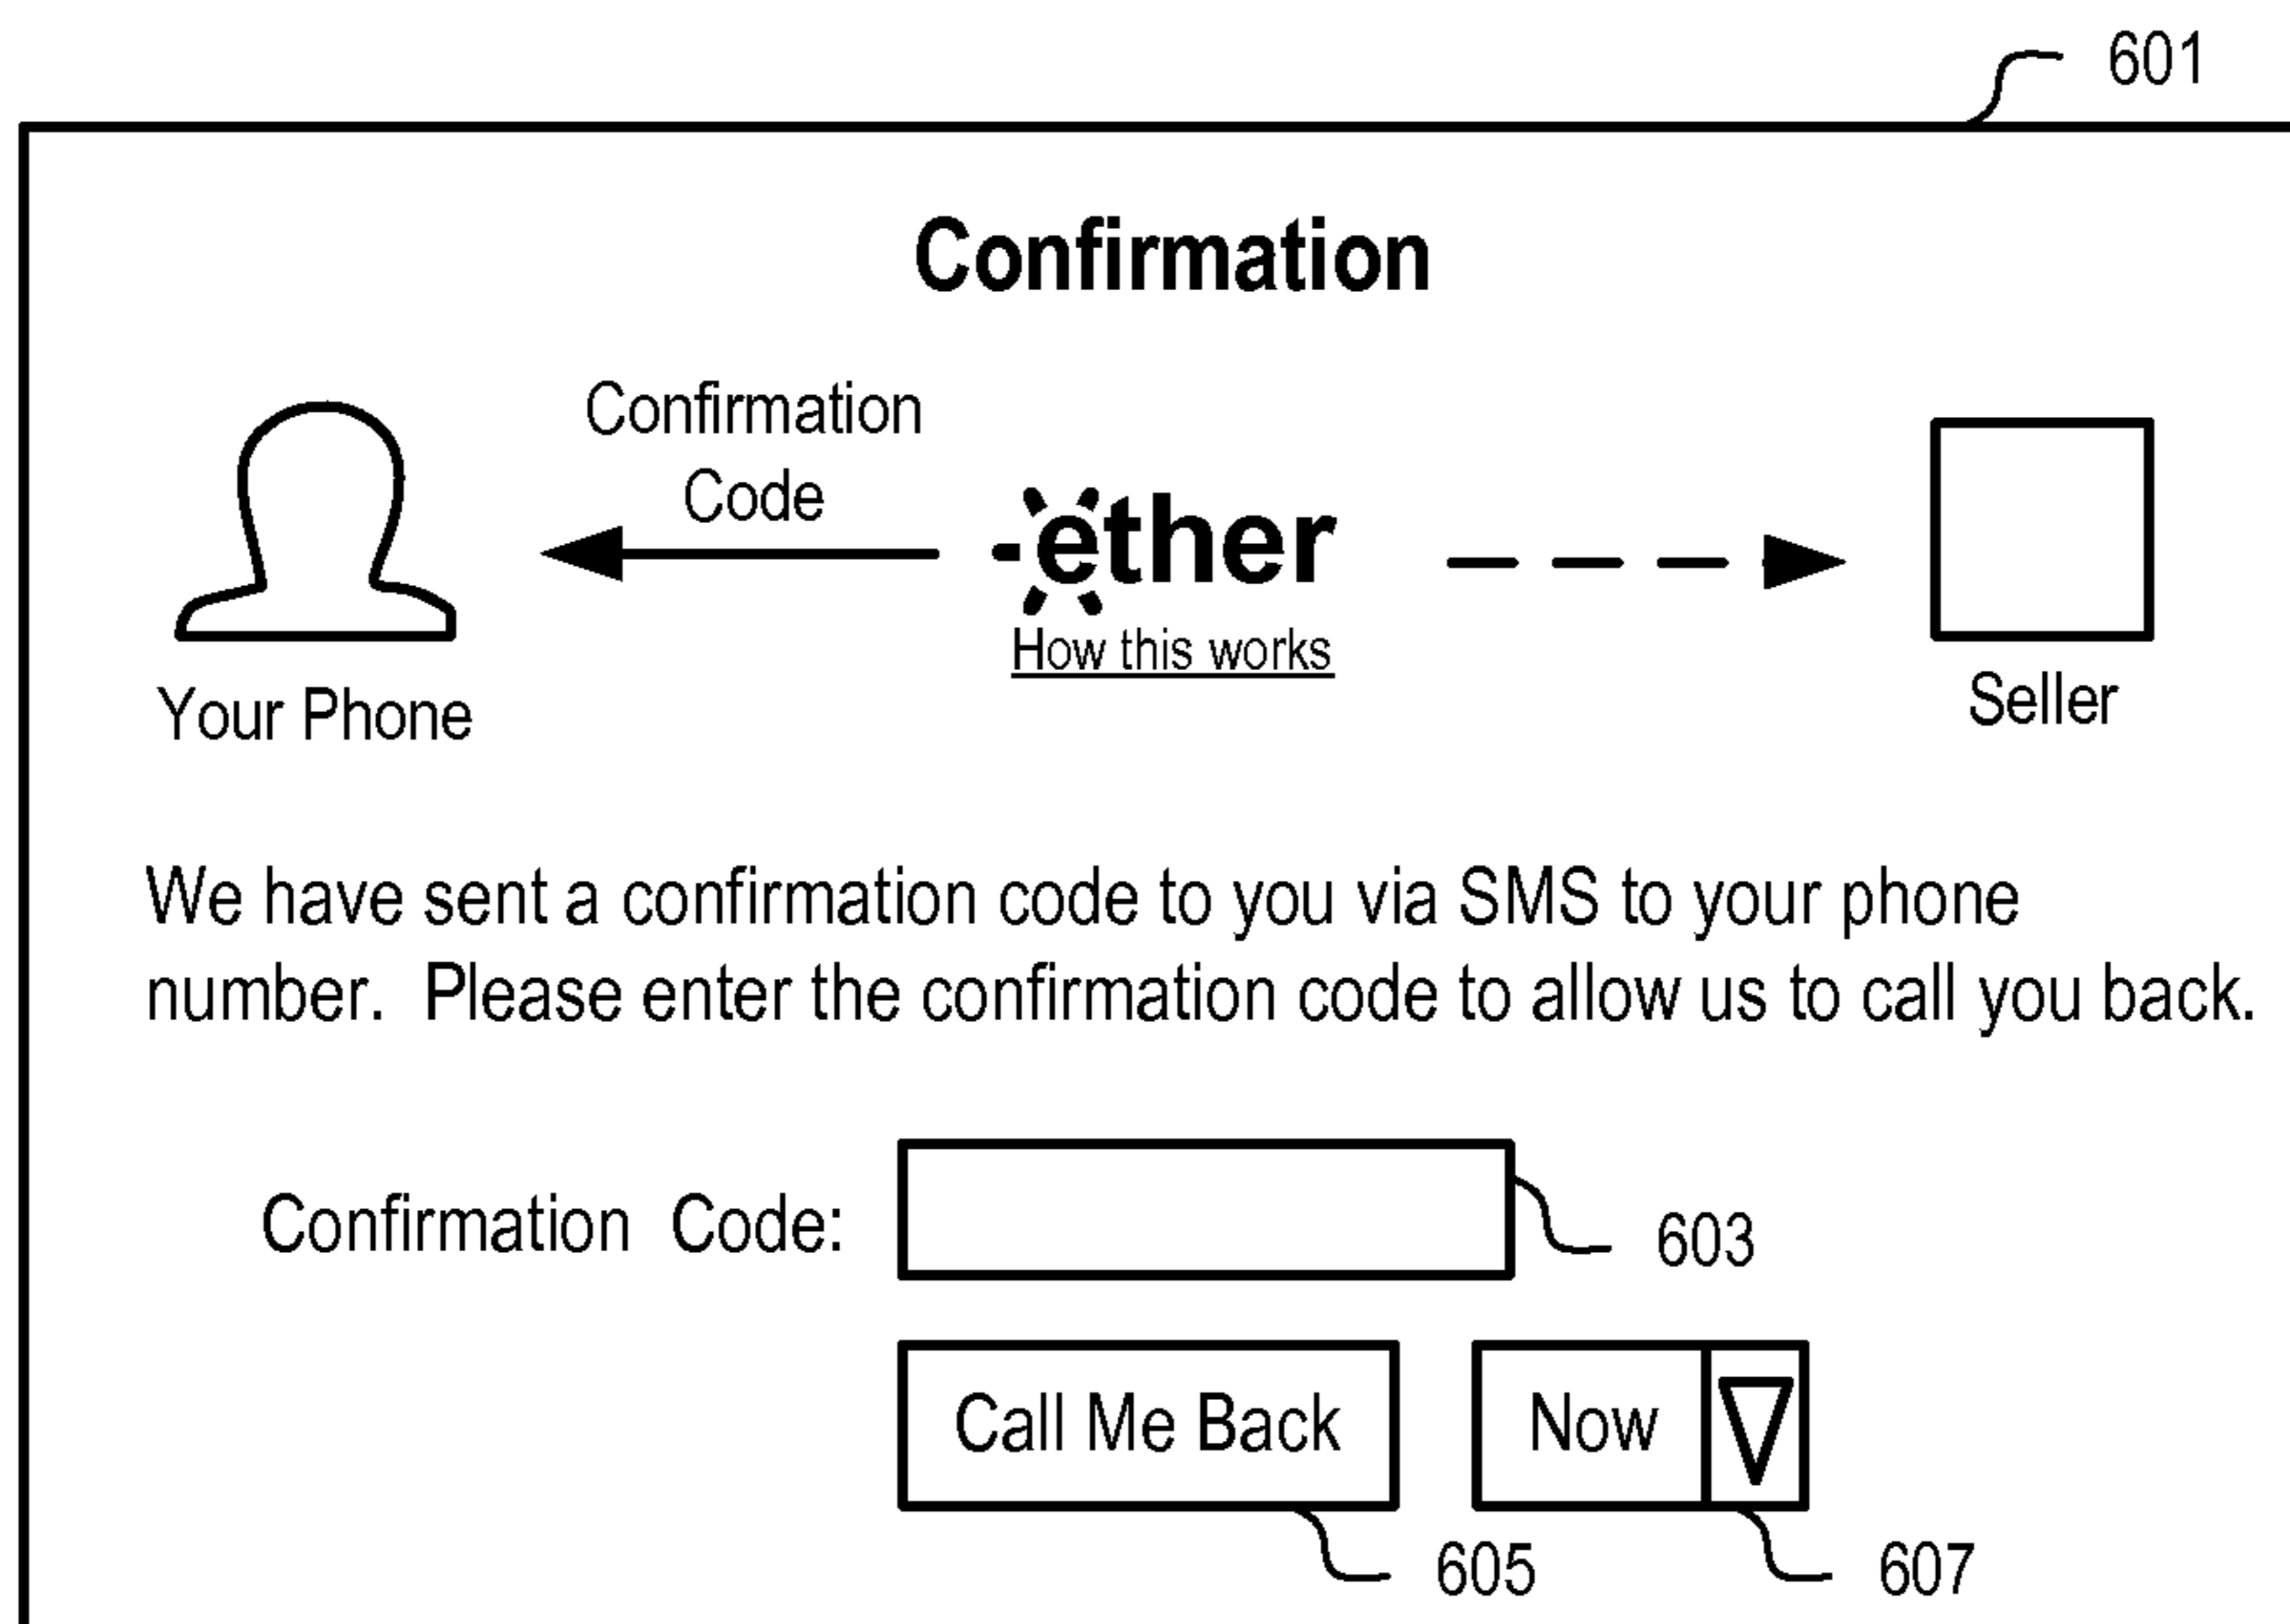 601
Confirmation
Confirmation
Code
ether
How this works
Your Phone
Seller
We have sent a confirmation code to you via SMS to your phone
number. Please enter the confirmation code to allow us to call you back.
Confirmation Code:
603
Call Me Back
Now
605
607